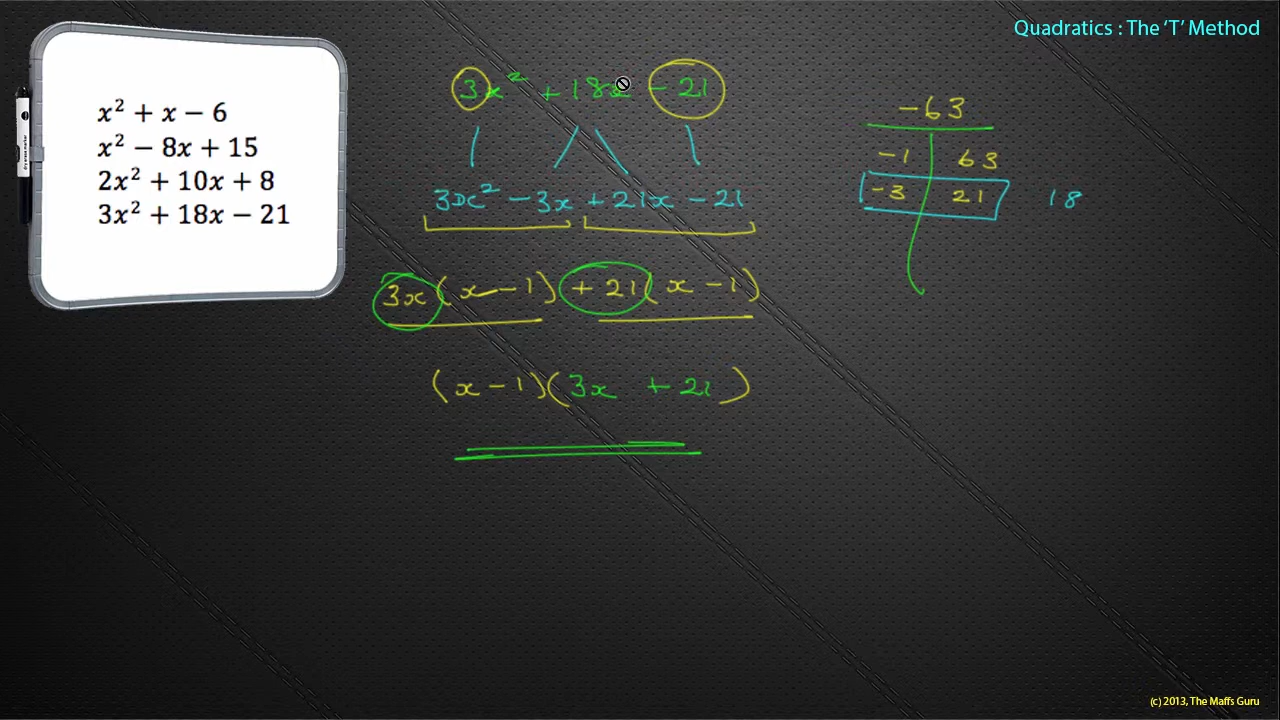 Quadratics : The ‘T’ Method
x² + x − 6
x² − 8x + 15
2x² + 10x + 8
3x² + 18x − 21
3x² + 18x − 21
3x² − 3x + 21x − 21
3x(x − 1) + 21(x − 1)
(x − 1)(3x + 21)
−63
−1 63
−3 21 18
(c) 2013, The Maffs Guru